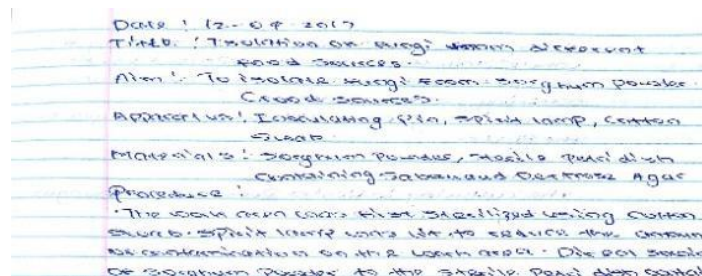 Date : 12-04-2017
Title : Isolation of fungi from different
food sources.
Aim : To isolate fungi from sorghum powder
(food sources.
Apparatus : Inoculating pin, spirit lamp, cotton
swab
Materials : Sorghum powder, sterile petri dish
containing Sabouraud Dextrose Agar
Procedure :
The work area was first sterilized using cotton
swab. Spirit lamp was lit to reduce the
of contamination on the work area. Direct
of sorghum powder to the sterile petri dish